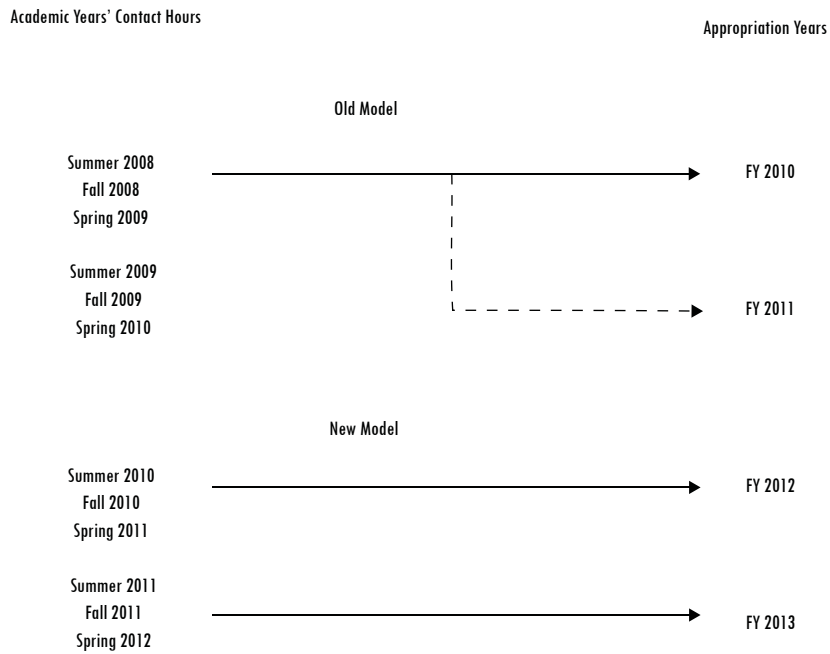 Academic Years' Contact Hours
Appropriation Years
Old Model
Summer 2008
Fall 2008
Spring 2009
FY 2010
Summer 2009
Fall 2009
Spring 2010
FY 2011
New Model
Summer 2010
Fall 2010
Spring 2011
FY 2012
Summer 2011
Fall 2011
Spring 2012
FY 2013